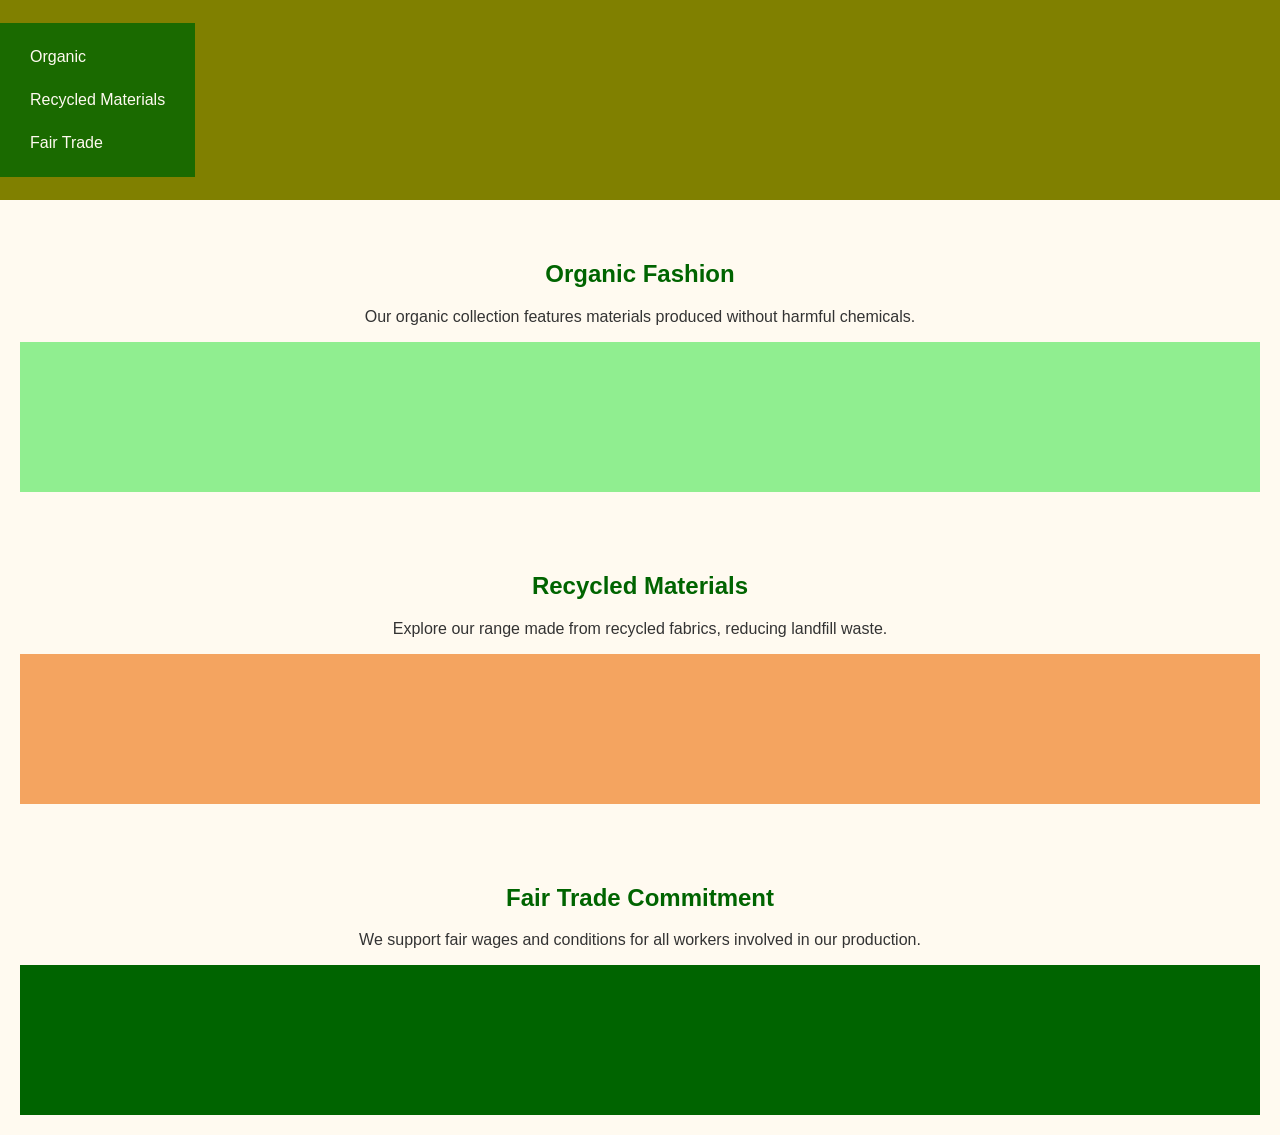 Organic
Recycled Materials
Fair Trade
Organic Fashion
Our organic collection features materials produced without harmful chemicals.
Recycled Materials
Explore our range made from recycled fabrics, reducing landfill waste.
Fair Trade Commitment
We support fair wages and conditions for all workers involved in our production.